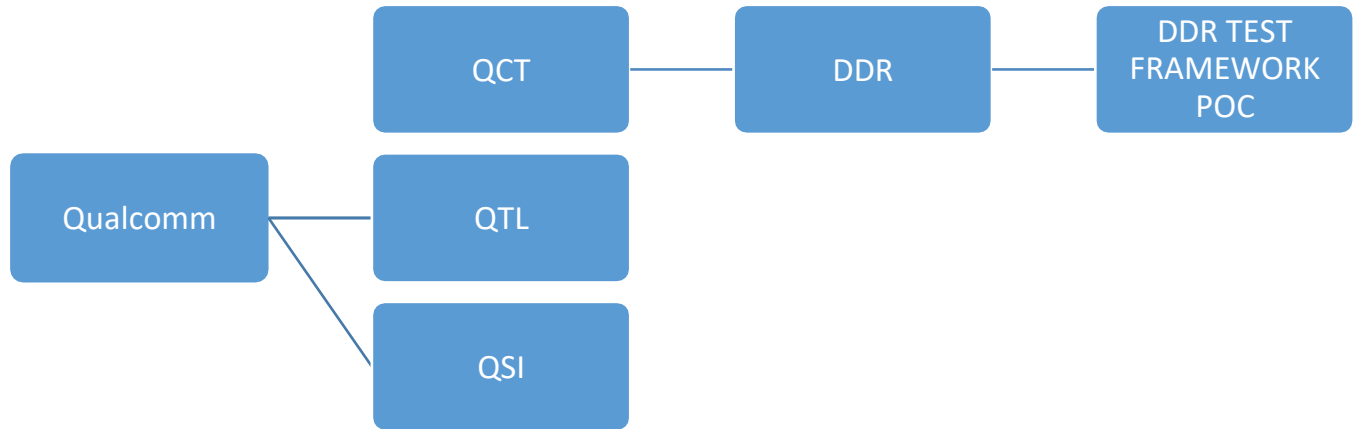 QCT
DDR
DDR TEST
FRAMEWORK
POC
Qualcomm
QTL
QSI